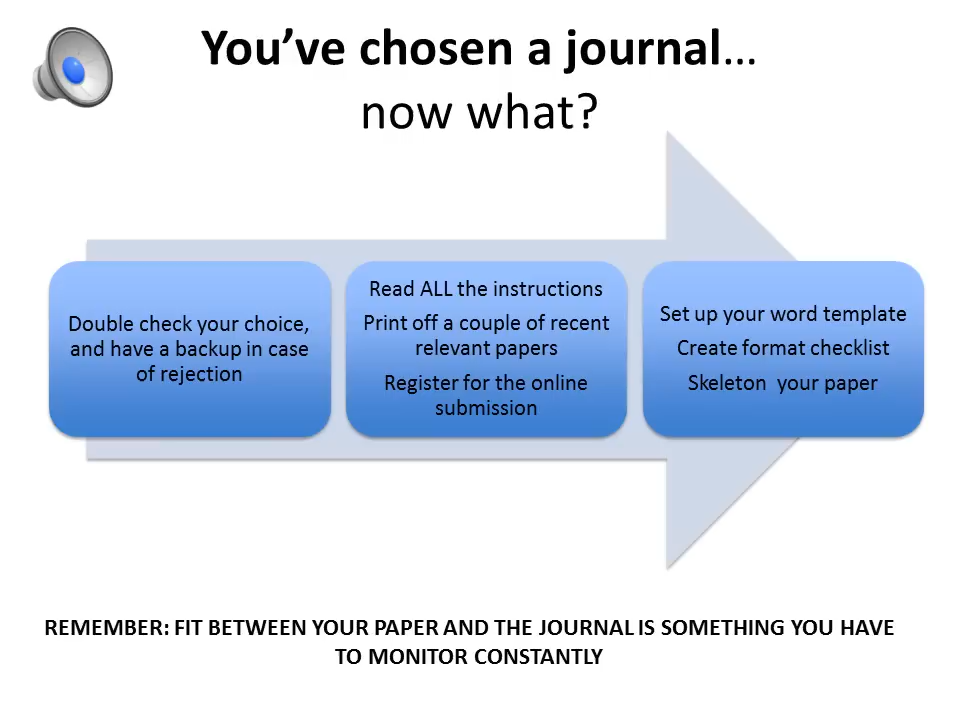 You’ve chosen a journal…
now what?
Double check your choice,
and have a backup in case
of rejection
Read ALL the instructions
Print off a couple of recent
relevant papers
Register for the online
submission
Set up your word template
Create format checklist
Skeleton  your paper
REMEMBER: FIT BETWEEN YOUR PAPER AND THE JOURNAL IS SOMETHING YOU HAVE
TO MONITOR CONSTANTLY